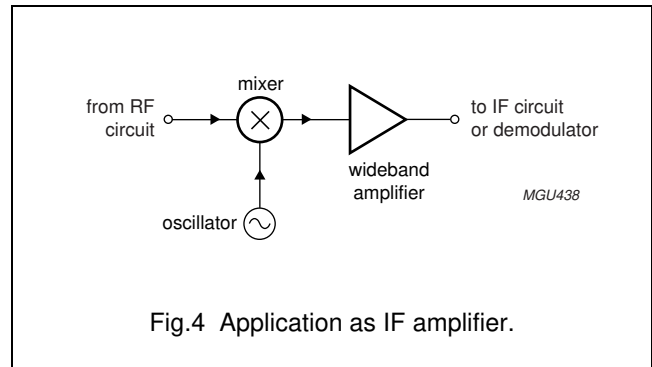 mixer
from RF
circuit
to IF circuit
or demodulator
wideband
amplifier
MGU438
oscillator
Fig.4 Application as IF amplifier.